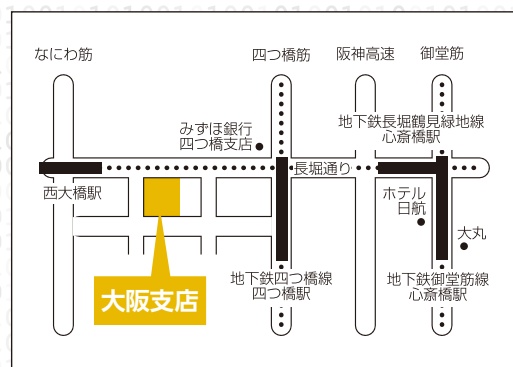 なにわ筋
四つ橋筋
阪神高速
御堂筋
みずほ銀行
四つ橋支店
地下鉄長堀鶴見緑地線
心斎橋駅
長堀通り
西大橋駅
ホテル
日航
大丸
地下鉄四つ橋線
四つ橋駅
地下鉄御堂筋線
心斎橋駅
大阪支店